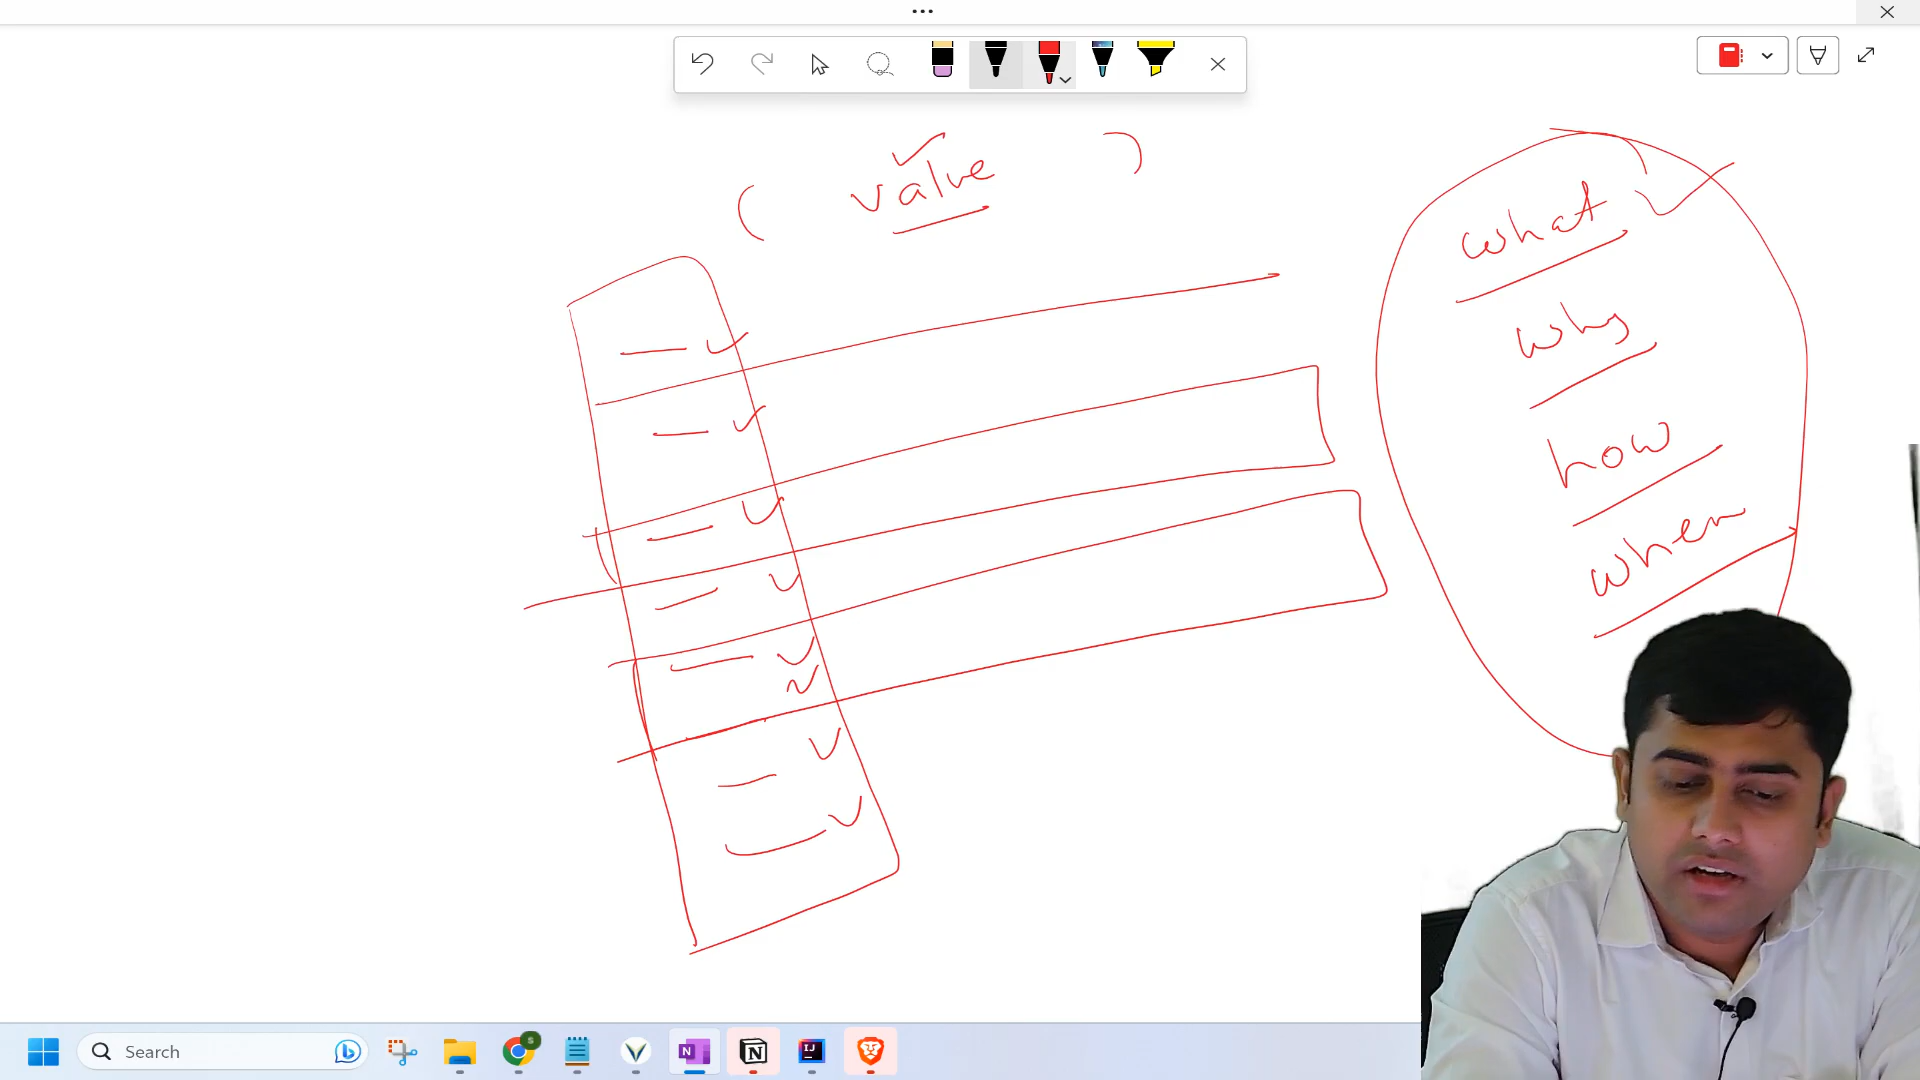 ( value )
what
why
how
when
Search